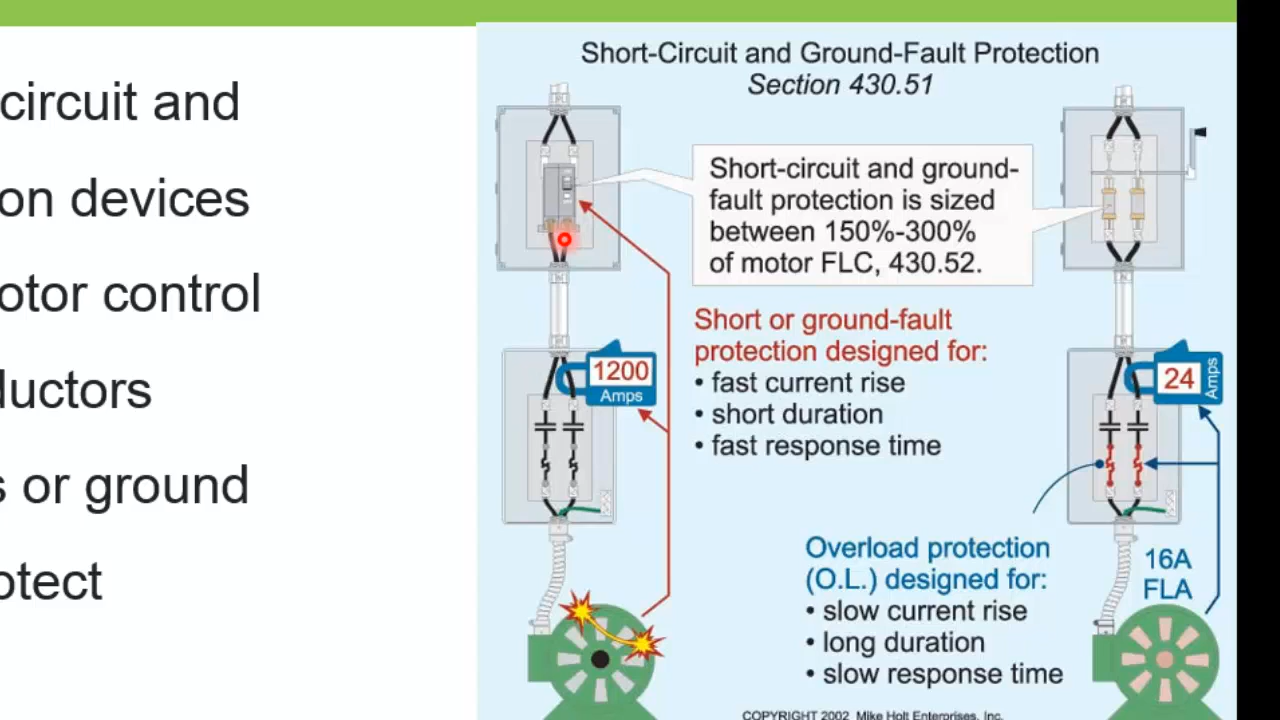 circuit and
on devices
otor control
ductors
s or ground
otect
Short-Circuit and Ground-Fault Protection
Section 430.51
Short-circuit and ground-
fault protection is sized
between 150%-300%
of motor FLC, 430.52.
Short or ground-fault
protection designed for:
• fast current rise
• short duration
• fast response time
1200
Amps
24
Amps
Overload protection
(O.L.) designed for:
• slow current rise
• long duration
• slow response time
16A
FLA
COPYRIGHT 2002 Mike Holt Enterprises, Inc.